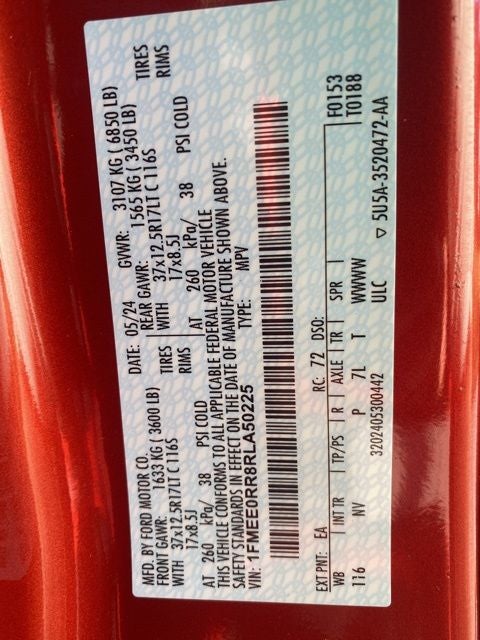 MFD. BY FORD MOTOR CO.
DATE: 05/24 GVWR: 3107 KG ( 6850 LB)
FRONT GAWR: 1633 KG ( 3600 LB) REAR GAWR: 1565 KG ( 3450 LB)
WITH 37x12.5R17LT C 116S TIRES WITH 37x12.5R17LT C 116S TIRES
17x8.5J RIMS 17x8.5J RIMS
AT 260 kPa/ 38 PSI COLD AT 260 kPa/ 38 PSI COLD
THIS VEHICLE CONFORMS TO ALL APPLICABLE FEDERAL MOTOR VEHICLE
SAFETY STANDARDS IN EFFECT ON THE DATE OF MANUFACTURE SHOWN ABOVE.
VIN: 1FMEE0RR8RLA50225 TYPE: MPV
F0153
T0188
EXT PNT: EA RC: 72 DSO:
WB INT TR TP/PS R AXLE TR SPR
116 NV P 7L T WWWW
3202405300442 ULC ▽ 5U5A-3520472-AA